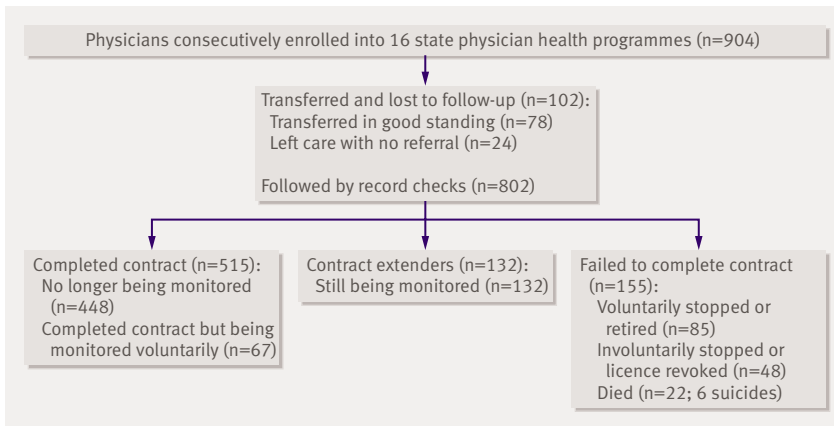 Physicians consecutively enrolled into 16 state physician health programmes (n=904)
Transferred and lost to follow-up (n=102):
Transferred in good standing (n=78)
Left care with no referral (n=24)
Followed by record checks (n=802)
Completed contract (n=515):
No longer being monitored
(n=448)
Completed contract but being
monitored voluntarily (n=67)
Contract extenders (n=132):
Still being monitored (n=132)
Failed to complete contract
(n=155):
Voluntarily stopped or
retired (n=85)
Involuntarily stopped or
licence revoked (n=48)
Died (n=22; 6 suicides)